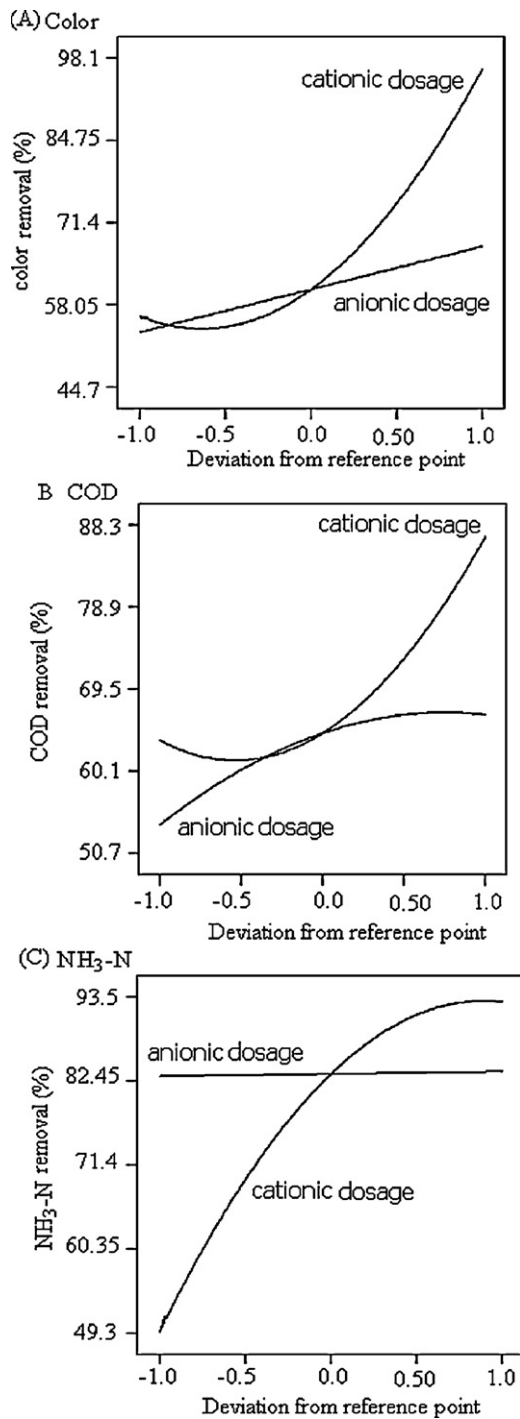 (A) Color
98.1
84.75
71.4
58.05
44.7
color removal (%)
cationic dosage
anionic dosage
-1.0 -0.5 0.0 0.50 1.0
Deviation from reference point
B COD
88.3
78.9
69.5
60.1
50.7
COD removal (%)
cationic dosage
anionic dosage
-1.0 -0.5 0.0 0.50 1.0
Deviation from reference point
(C) NH3-N
93.5
82.45
71.4
60.35
49.3
NH3-N removal (%)
anionic dosage
cationic dosage
-1.0 -0.5 0.0 0.50 1.0
Deviation from reference point